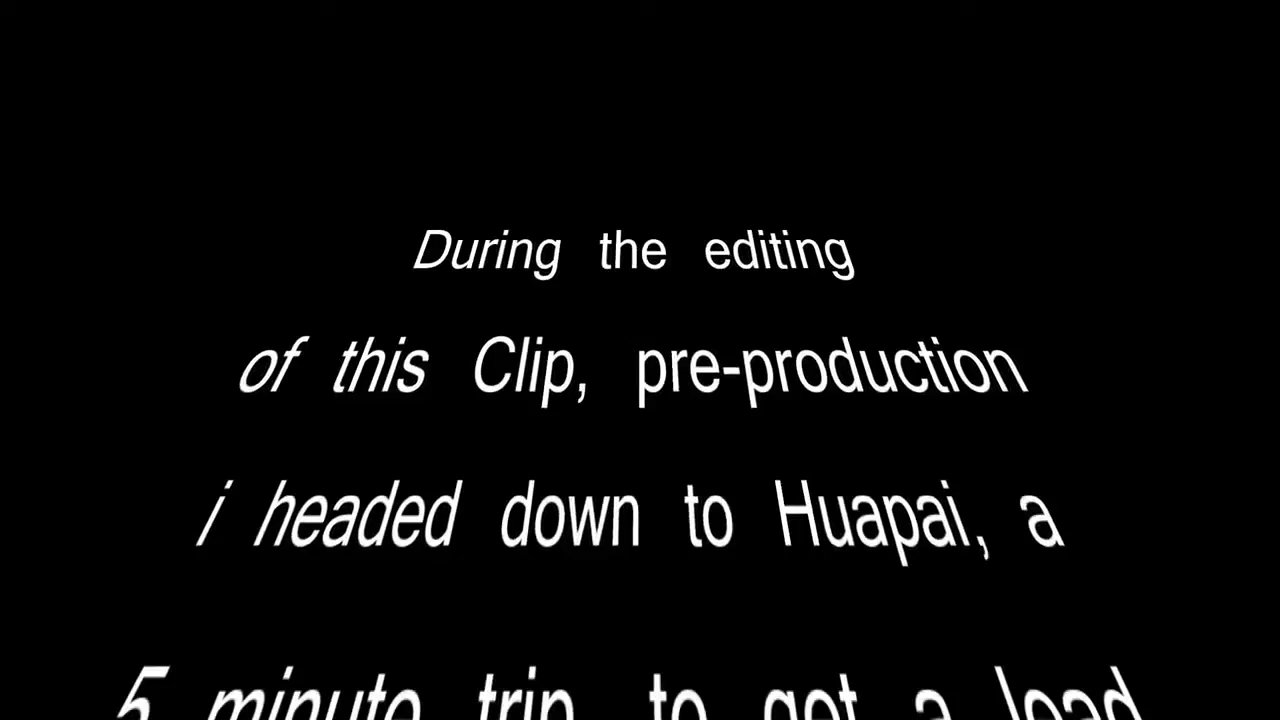 During the editing
of this Clip, pre-production
i headed down to Huapai, a
5 minute trip to get a load